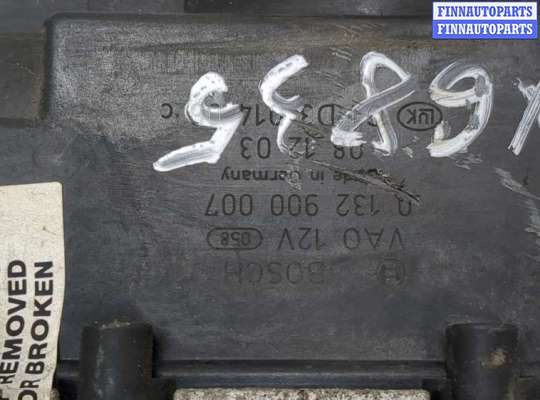 FINNAUTOPARTS
FINNAUTOPARTS
BOSCH
VAO 12V 058
0 132 900 007
Made in Germany
08 12 03
LUK
6835
REMOVED
OR BROKEN